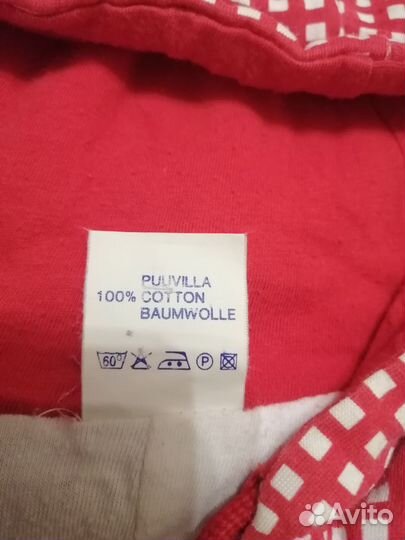 PUUVILLA
100% COTTON
BAUMWOLLE
60° P
Avito